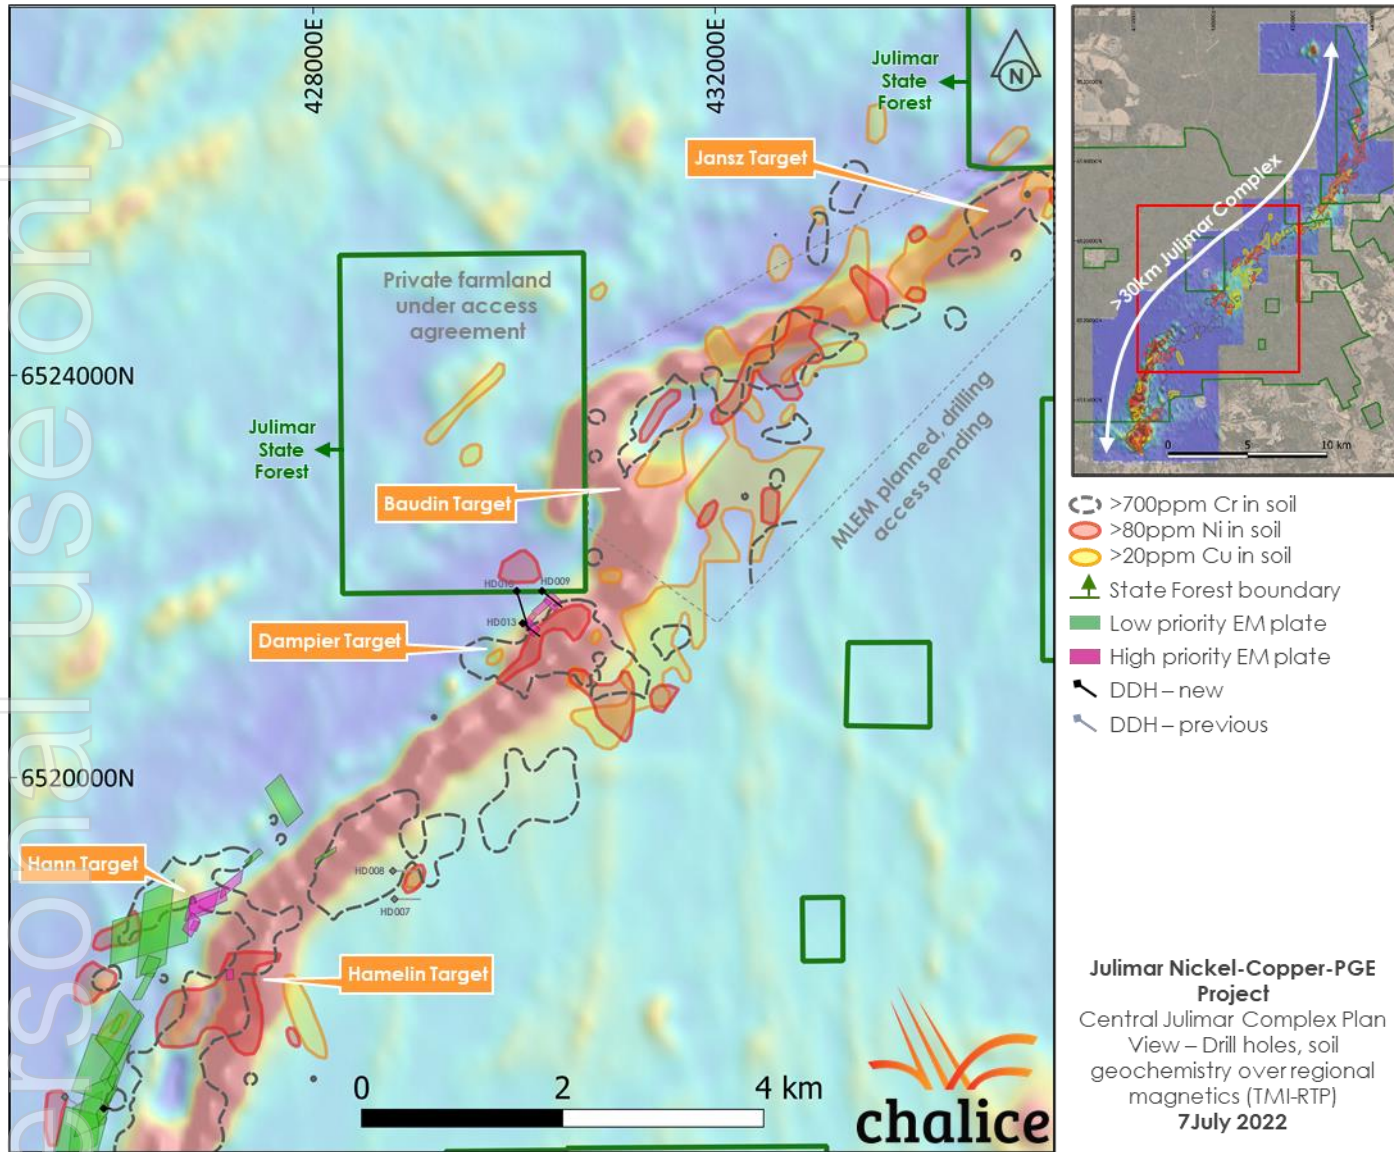 428000E
432000E
Julimar
State
Forest
N
Jansz Target
Private farmland
under access
agreement
6524000N
Julimar
State
Forest
Baudin Target
MLEM planned, drilling
access pending
HD009
HD013
Dampier Target
6520000N
Hann Target
HD008
HD007
Hamelin Target
0 2 4 km
chalice
ersonal use only
>30km Julimar Complex
0 5 10 km
>700ppm Cr in soil
>80ppm Ni in soil
>20ppm Cu in soil
State Forest boundary
Low priority EM plate
High priority EM plate
DDH – new
DDH – previous
Julimar Nickel-Copper-PGE
Project
Central Julimar Complex Plan
View – Drill holes, soil
geochemistry over regional
magnetics (TMI-RTP)
7July 2022